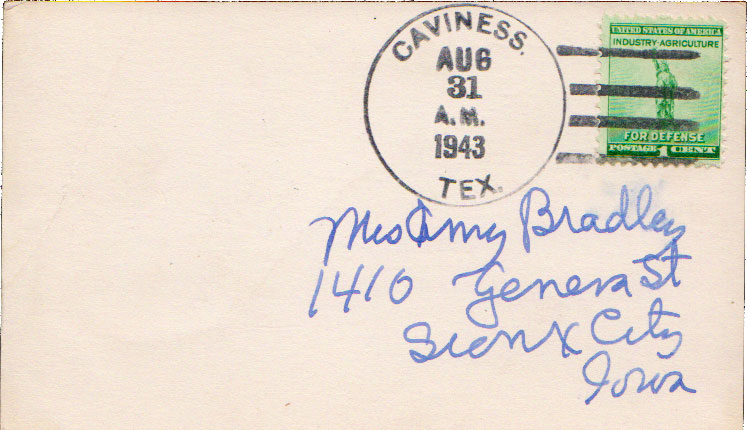 CAVINESS.
AUG
31
A.M.
1943
TEX.
UNITED STATES OF AMERICA
INDUSTRY·AGRICULTURE
FOR DEFENSE
POSTAGE 1 CENT
Mrs Amy Bradley
1410 Geneva St
Sioux City
Iowa